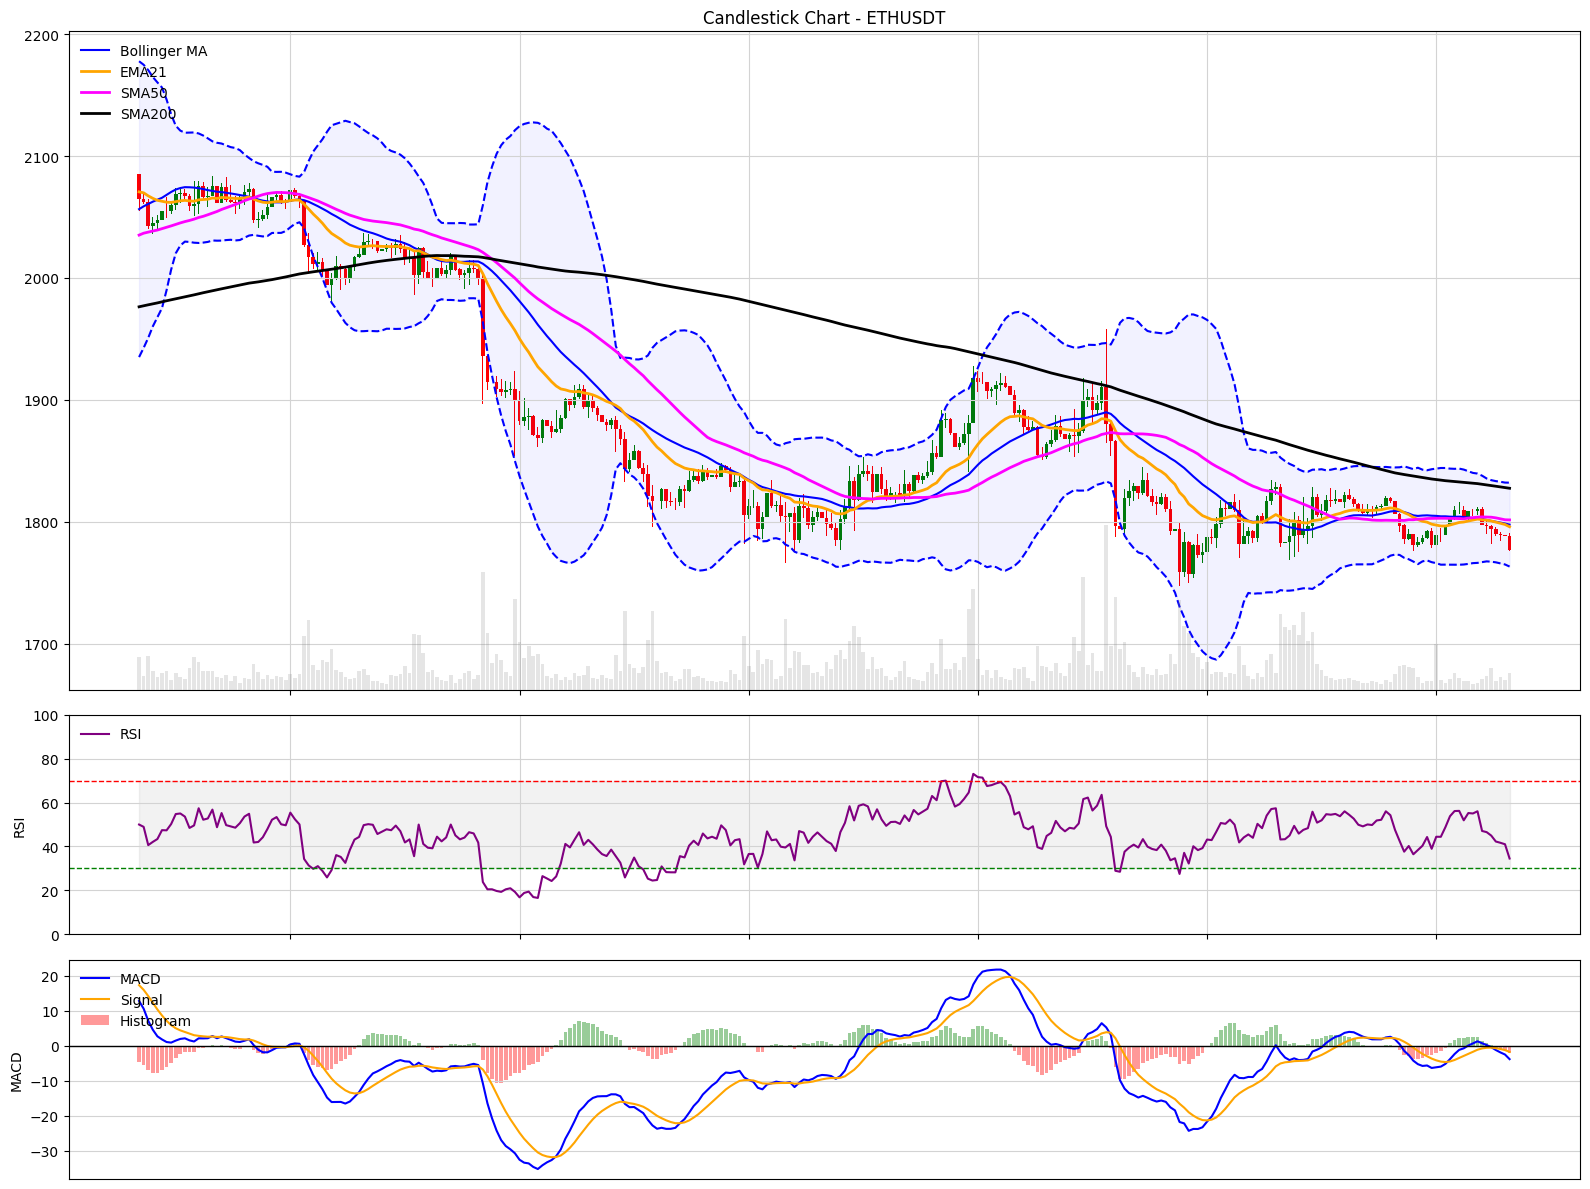 Candlestick Chart - ETHUSDT
2200
2100
2000
1900
1800
1700
Bollinger MA
EMA21
SMA50
SMA200
100
80
60
40
20
0
RSI
RSI
20
10
0
−10
−20
−30
MACD
MACD
Signal
Histogram